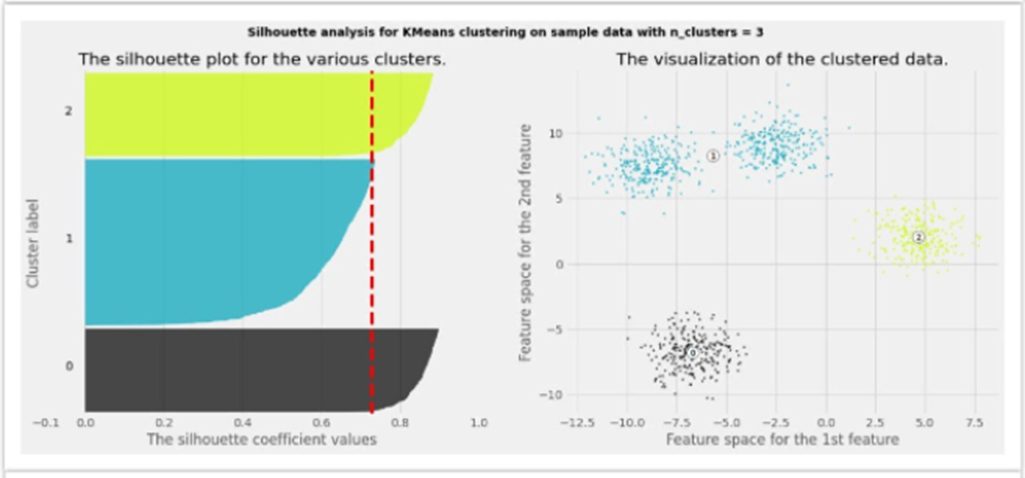 Silhouette analysis for KMeans clustering on sample data with n_clusters = 3
The silhouette plot for the various clusters.
2
1
0
Cluster label
−0.1 0.0 0.2 0.4 0.6 0.8 1.0
The silhouette coefficient values
The visualization of the clustered data.
10
5
0
−5
−10
Feature space for the 2nd feature
1
2
0
−12.5 −10.0 −7.5 −5.0 −2.5 0.0 2.5 5.0 7.5
Feature space for the 1st feature